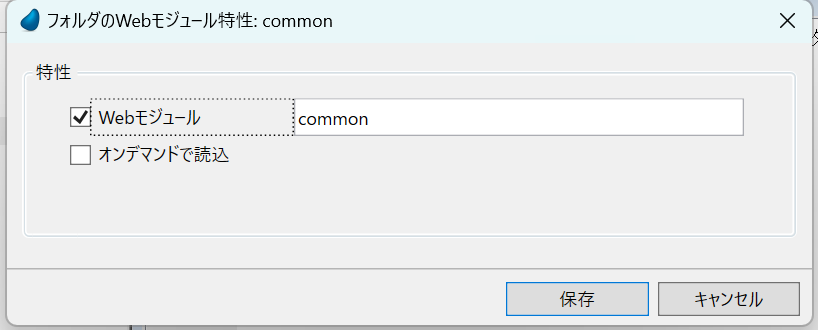 フォルダのWebモジュール特性: common
特性
Webモジュール common
オンデマンドで読込
保存 キャンセル